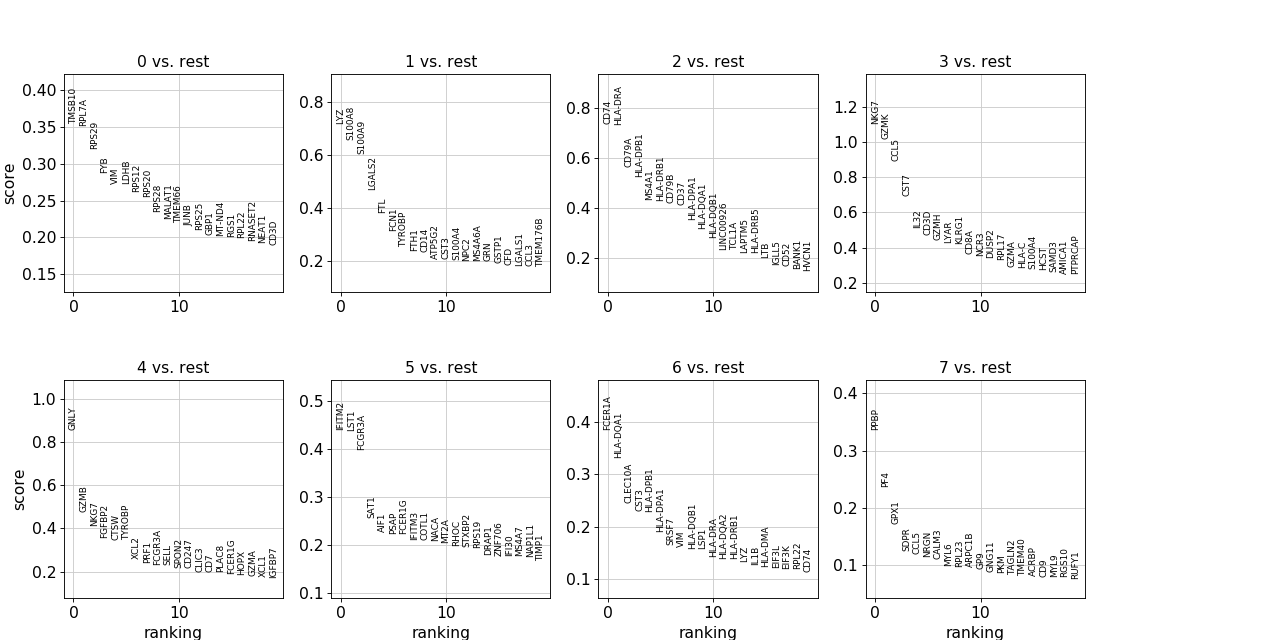 0 vs. rest
1 vs. rest
2 vs. rest
3 vs. rest
score
0.40
0.35
0.30
0.25
0.20
0.15
TMSB10
RPL7A
RPS29
FYB
VIM
LDHB
RPS12
RPS20
RPS28
MALAT1
TMEM66
JUNB
RPS25
GBP1
MT-ND4
RGS1
RPL22
RNASET2
NEAT1
CD3D
0
10
0.8
0.6
0.4
0.2
LYZ
S100A8
S100A9
LGALS2
FTL
FCN1
TYROBP
FTH1
CD14
ATP5G2
CST3
S100A4
NPC2
MS4A6A
GRN
GSTP1
CFD
LGALS1
CCL3
TMEM176B
0
10
0.8
0.6
0.4
0.2
CD74
HLA-DRA
CD79A
HLA-DPB1
MS4A1
HLA-DRB1
CD79B
CD37
HLA-DPA1
HLA-DQA1
HLA-DQB1
LINC00926
TCL1A
LAPTM5
HLA-DRB5
LTB
IGLL5
CD52
BANK1
HVCN1
0
10
1.2
1.0
0.8
0.6
0.4
0.2
NKG7
GZMK
CCL5
CST7
IL32
CD3D
GZMH
LYAR
KLRG1
CD8A
NCR3
DUSP2
RPL17
GZMA
HLA-C
S100A4
HCST
SAMD3
AMICA1
PTPRCAP
0
10
4 vs. rest
5 vs. rest
6 vs. rest
7 vs. rest
score
1.0
0.8
0.6
0.4
0.2
GNLY
GZMB
NKG7
FGFBP2
CTSW
TYROBP
XCL2
PRF1
FCGR3A
SELL
SPON2
CD247
CLIC3
CD7
PLAC8
FCER1G
HOPX
GZMA
XCL1
IGFBP7
0
10
ranking
0.5
0.4
0.3
0.2
0.1
IFITM2
LST1
FCGR3A
SAT1
AIF1
PSAP
FCER1G
IFITM3
COTL1
NACA
MT2A
RHOC
STXBP2
RPS19
DRAP1
ZNF706
IFI30
MS4A7
NAP1L1
TIMP1
0
10
ranking
0.4
0.3
0.2
0.1
FCER1A
HLA-DQA1
CLEC10A
CST3
HLA-DPB1
HLA-DPA1
SRSF7
VIM
HLA-DQB1
LSP1
HLA-DRA
HLA-DQA2
HLA-DRB1
LYZ
IL1B
HLA-DMA
EIF3L
EIF3K
RPL22
CD74
0
10
ranking
0.4
0.3
0.2
0.1
PPBP
PF4
GPX1
SDPR
CCL5
NRGN
CALM3
MYL6
RPL23
ARPC1B
GP9
GNG11
PKM
TAGLN2
TMEM40
ACRBP
CD9
MYL9
RGS10
RUFY1
0
10
ranking